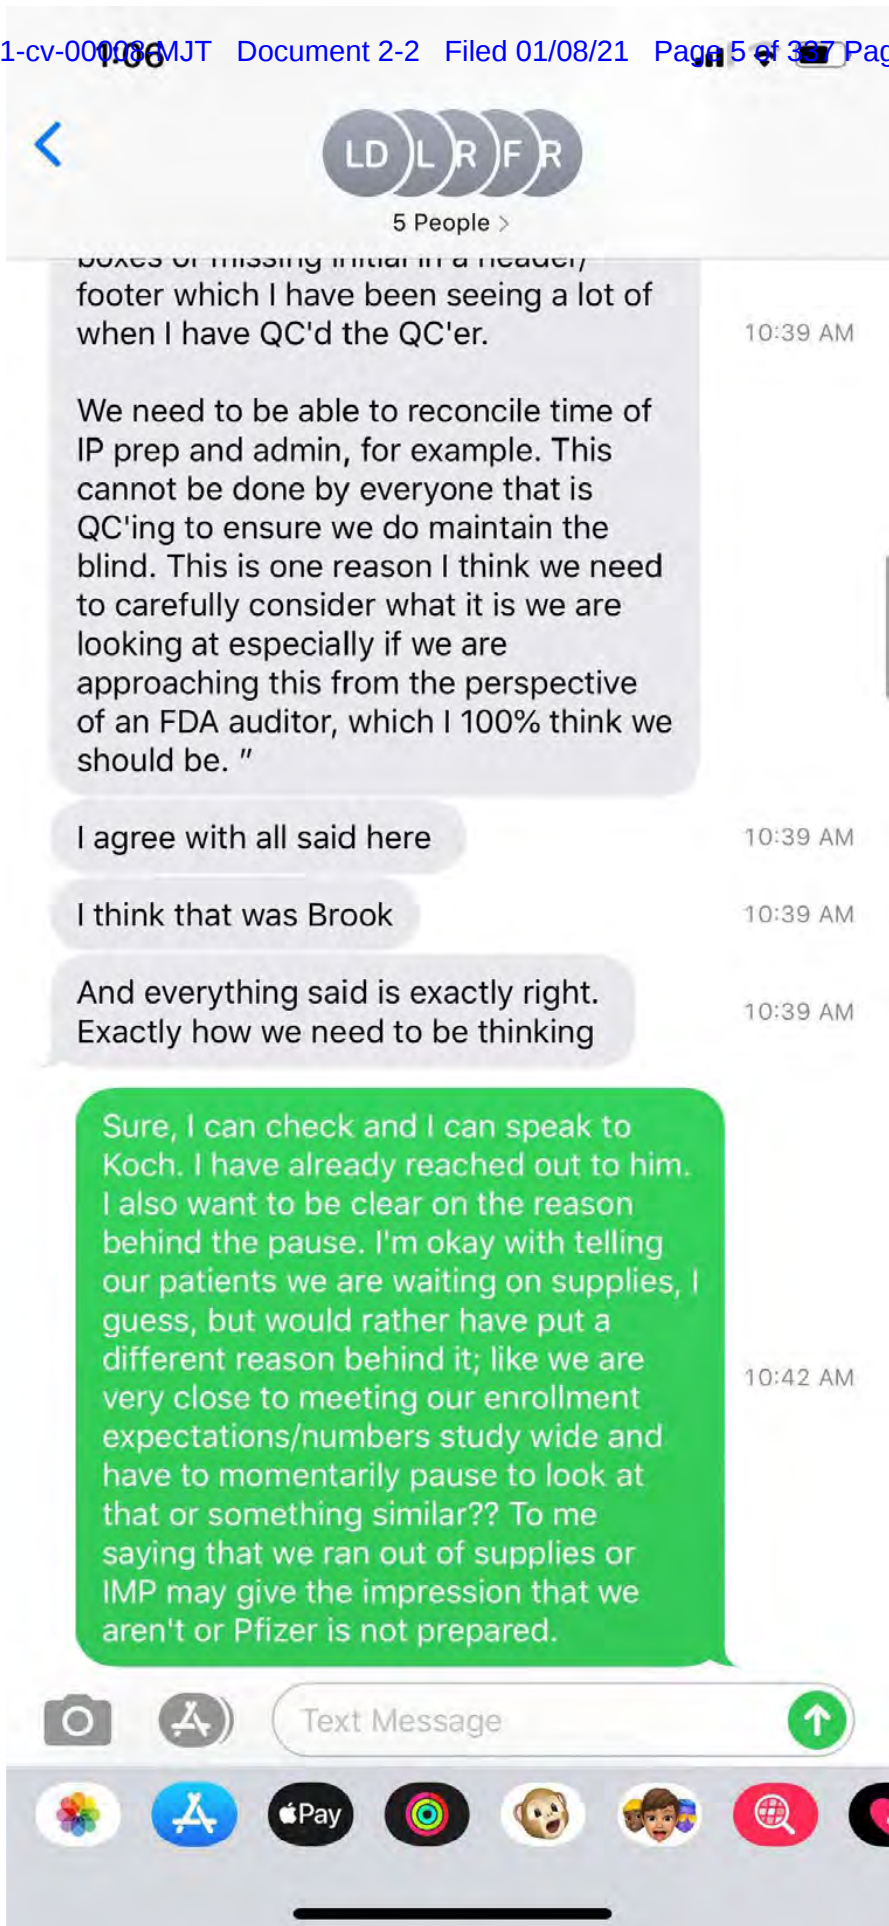 1-cv-00008-MJT Document 2-2 Filed 01/08/21 Page 5 of 337 Pag
1:06
LD L R F R
5 People >
boxes or missing initial in a header/
footer which I have been seeing a lot of
when I have QC'd the QC'er.
10:39 AM
We need to be able to reconcile time of
IP prep and admin, for example. This
cannot be done by everyone that is
QC'ing to ensure we do maintain the
blind. This is one reason I think we need
to carefully consider what it is we are
looking at especially if we are
approaching this from the perspective
of an FDA auditor, which I 100% think we
should be. ”
I agree with all said here
10:39 AM
I think that was Brook
10:39 AM
And everything said is exactly right.
Exactly how we need to be thinking
10:39 AM
Sure, I can check and I can speak to
Koch. I have already reached out to him.
I also want to be clear on the reason
behind the pause. I'm okay with telling
our patients we are waiting on supplies, I
guess, but would rather have put a
different reason behind it; like we are
very close to meeting our enrollment
expectations/numbers study wide and
have to momentarily pause to look at
that or something similar?? To me
saying that we ran out of supplies or
IMP may give the impression that we
aren't or Pfizer is not prepared.
10:42 AM
Text Message
Pay